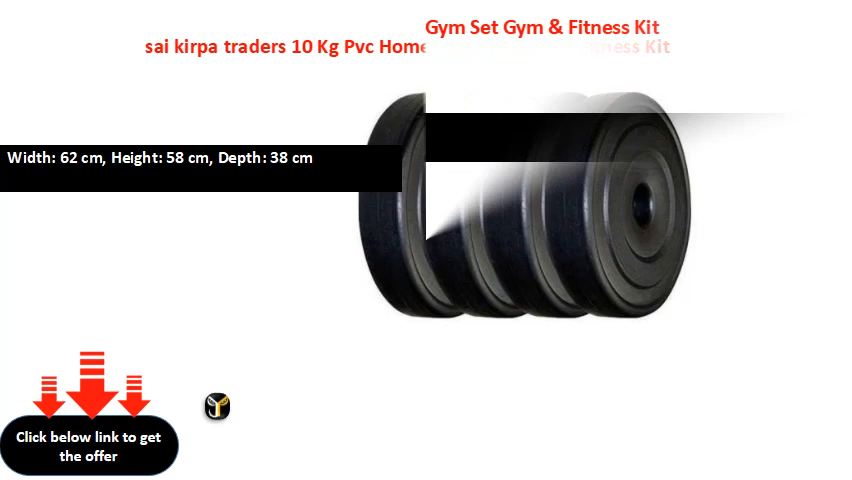 Gym Set Gym & Fitness Kit
sai kirpa traders 10 Kg Pvc Home ness Kit
Width: 62 cm, Height: 58 cm, Depth: 38 cm
Click below link to get
the offer